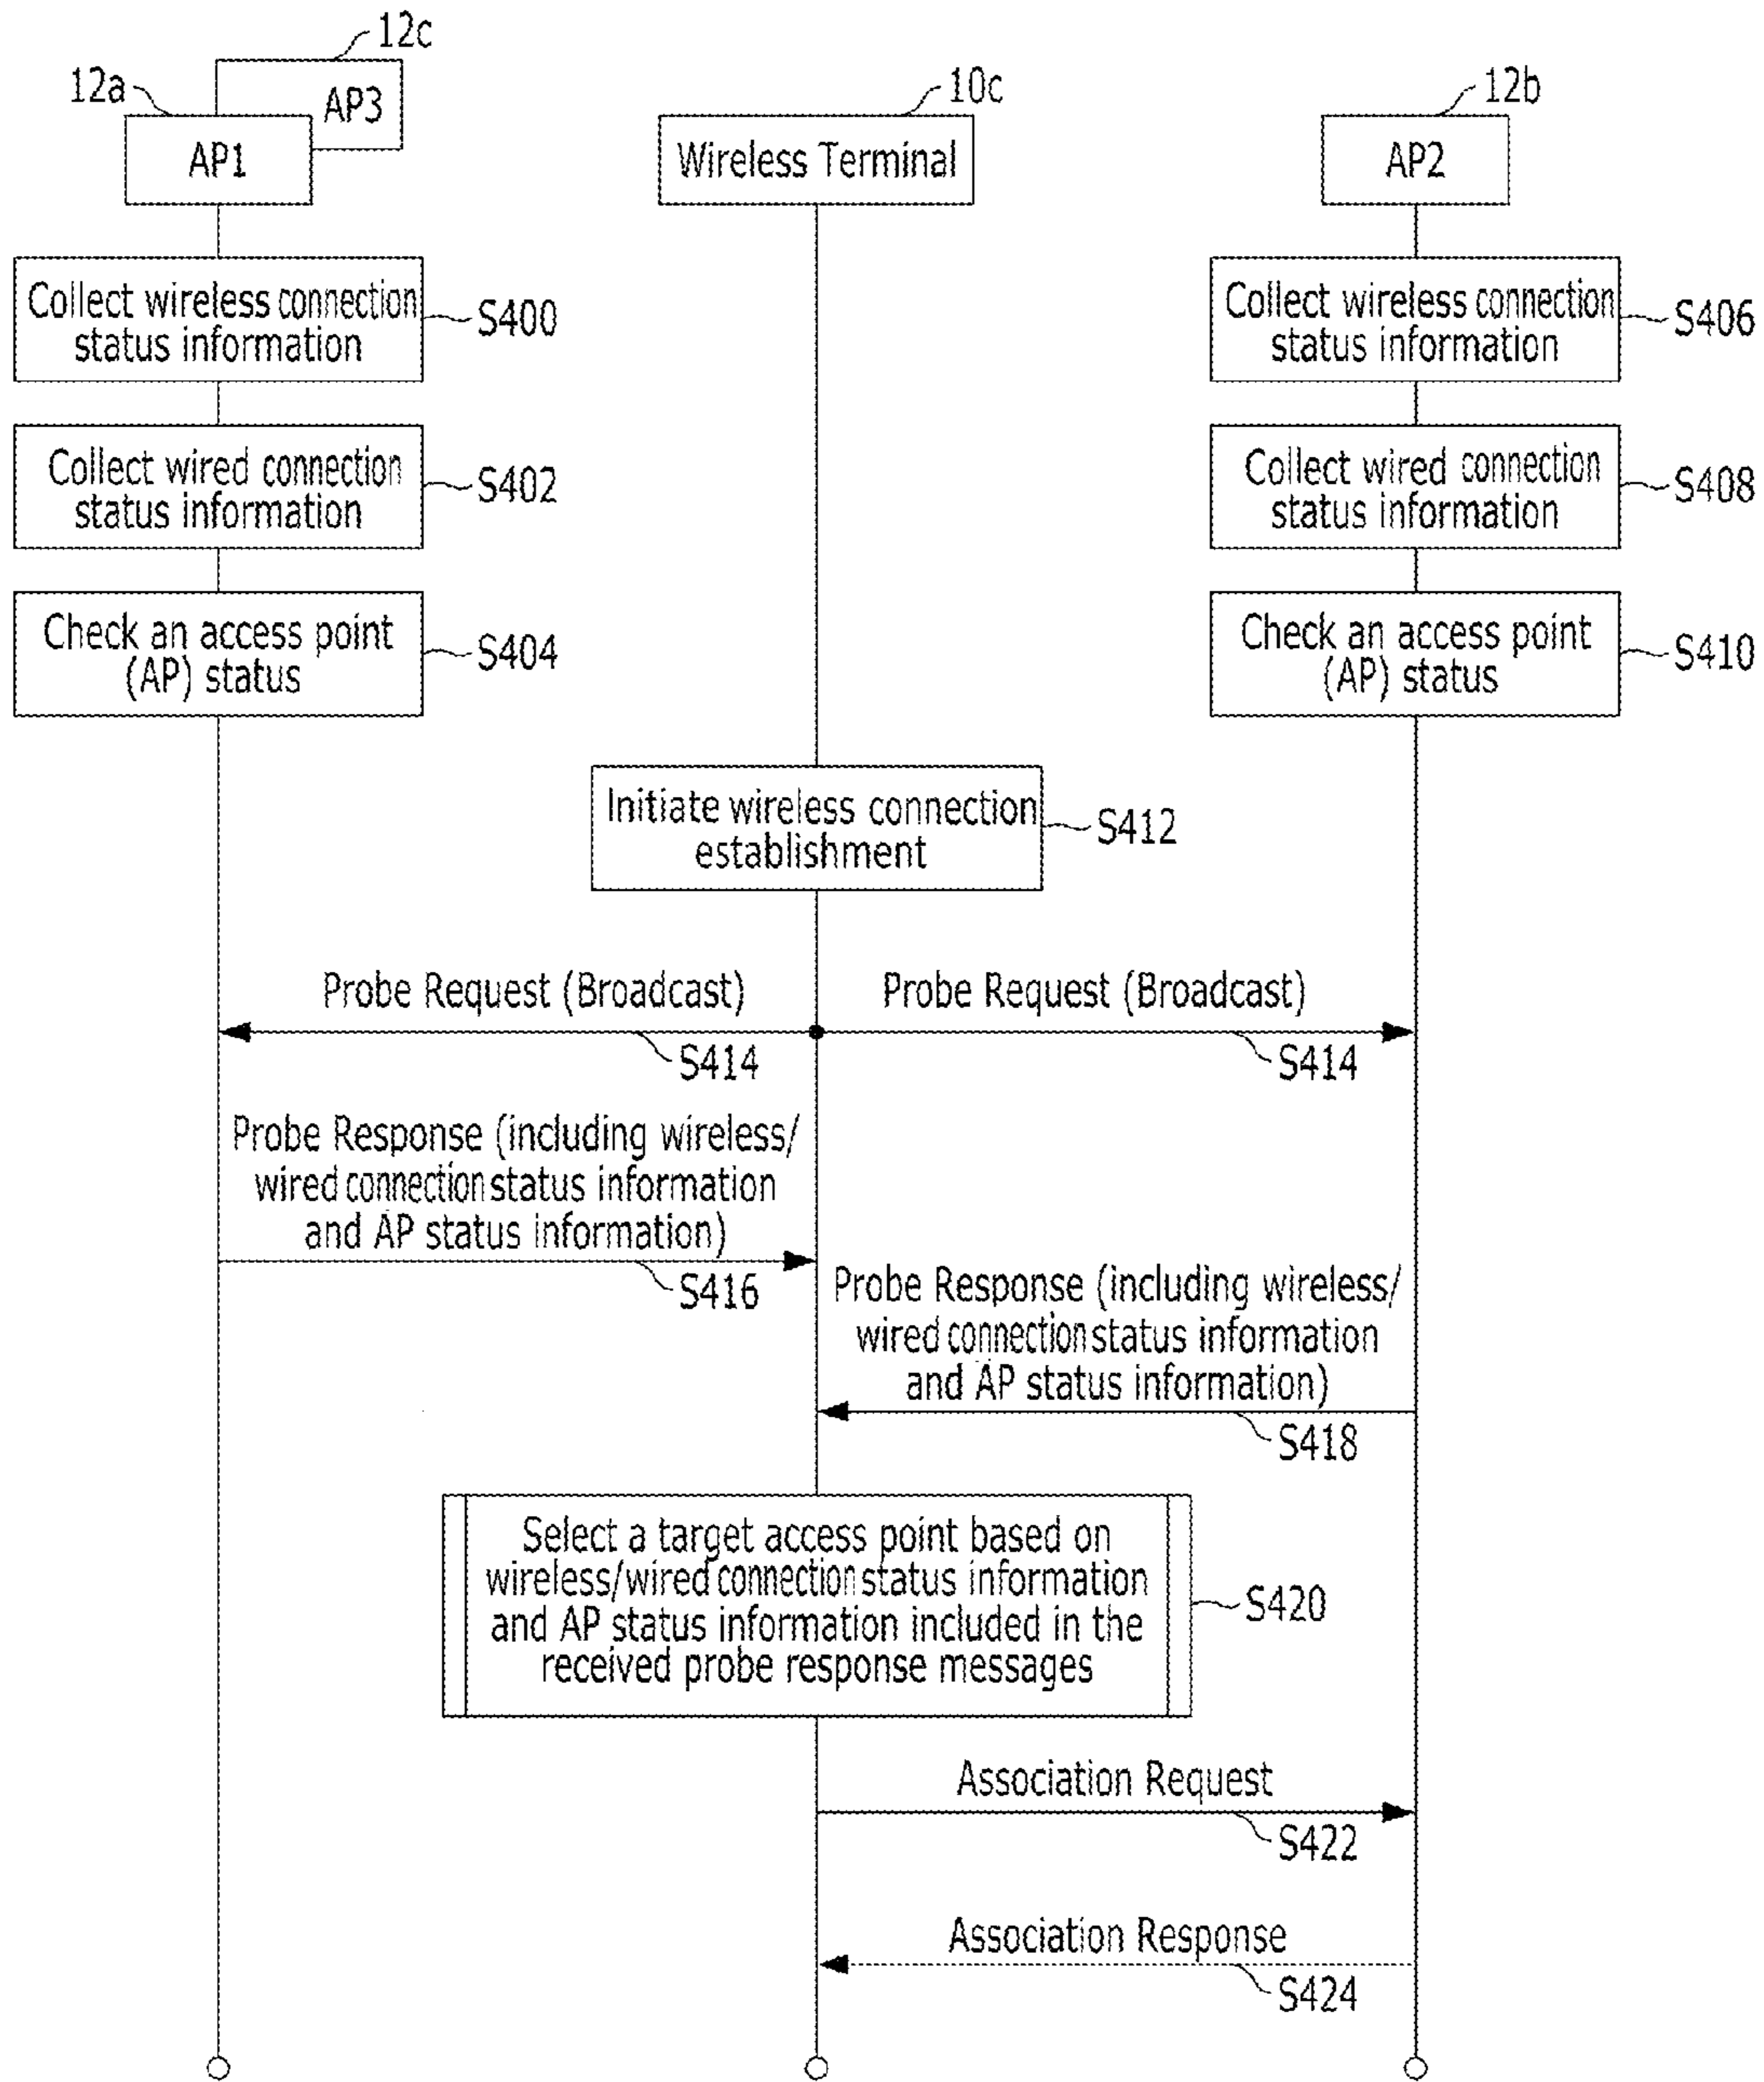 12c
12a
AP3
10c
12b
AP1
Wireless Terminal
AP2
Collect wireless connection
status information
S400
Collect wireless connection
status information
S406
Collect wired connection
status information
S402
Collect wired connection
status information
S408
Check an access point
(AP) status
S404
Check an access point
(AP) status
S410
Initiate wireless connection
establishment
S412
Probe Request (Broadcast)
Probe Request (Broadcast)
S414
S414
Probe Response (including wireless/
wired connection status information
and AP status information)
S416
Probe Response (including wireless/
wired connection status information
and AP status information)
S418
Select a target access point based on
wireless/wired connection status information
and AP status information included in the
received probe response messages
S420
Association Request
S422
Association Response
S424